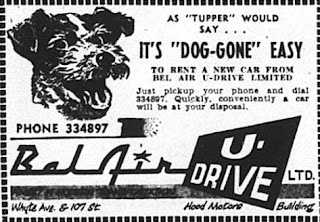 AS "TUPPER" WOULD
SAY . . .
IT'S "DOG-GONE" EASY
TO RENT A NEW CAR FROM
BEL AIR U-DRIVE LIMITED
Just pickup your phone and dial
334897. Quickly, conveniently a car
will be at your disposal.
PHONE 334897
Bel Air
U-
DRIVE
LTD.
Whyte Ave. & 107 St.
Hood Motors Building